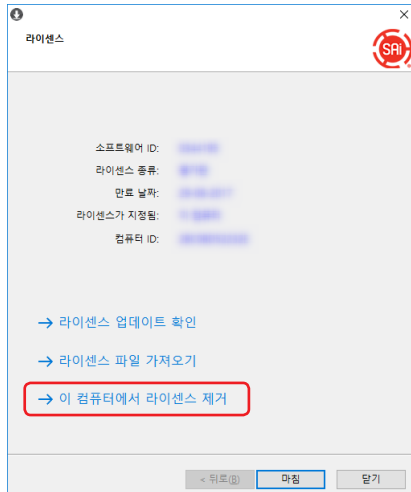 라이센스
SAi
소프트웨어 ID:
라이센스 종류:
만료 날짜:
라이센스가 지정됨:
컴퓨터 ID:
→ 라이센스 업데이트 확인
→ 라이센스 파일 가져오기
→ 이 컴퓨터에서 라이센스 제거
< 뒤로(B)
마침
닫기